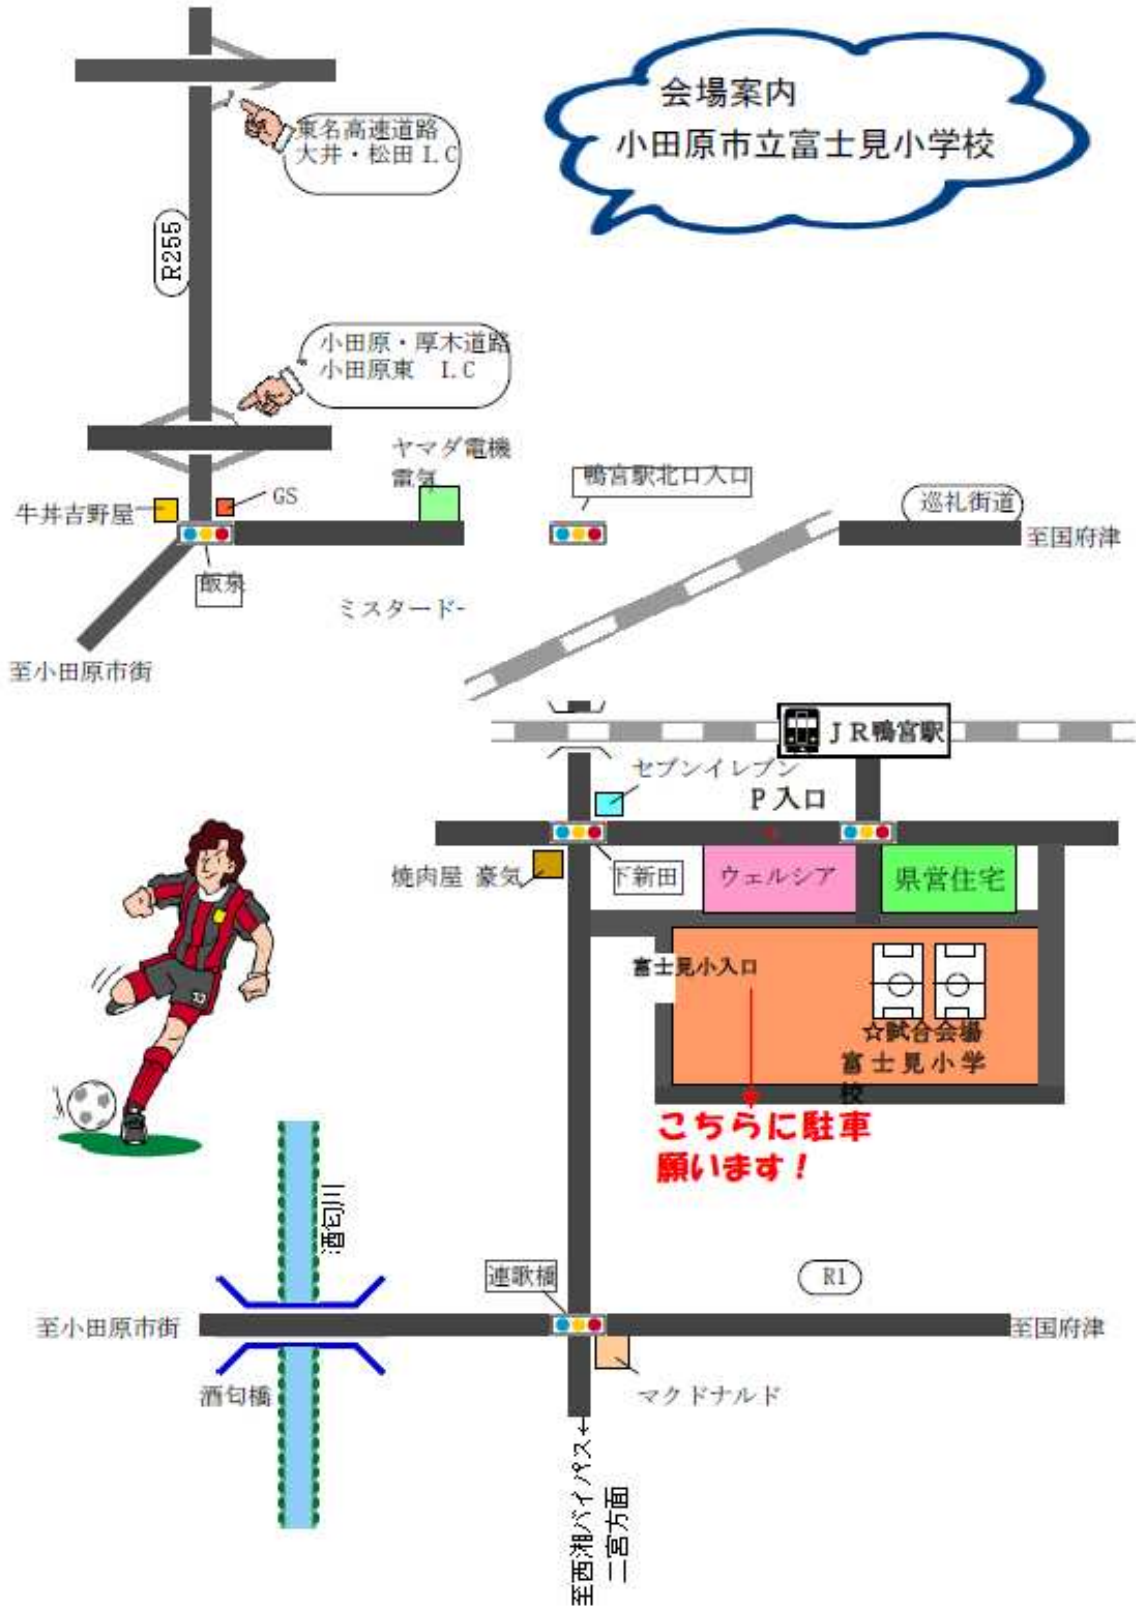 会場案内
小田原市立富士見小学校
東名高速道路
大井・松田 I.C
R255
小田原・厚木道路
小田原東 I.C
ヤマダ電機
電気
鴨宮駅北口入口
巡礼街道
牛丼吉野屋
GS
至国府津
飯泉
ミスタード-
至小田原市街
JR鴨宮駅
セブンイレブン
P入口
焼肉屋 豪気
下新田
ウェルシア
県営住宅
富士見小入口
☆試合会場
富士見小学
校
こちらに駐車
願います!
12
酒匂川
連歌橋
R1
至小田原市街
至国府津
酒匂橋
マクドナルド
至西湘バイパス←
二宮方面